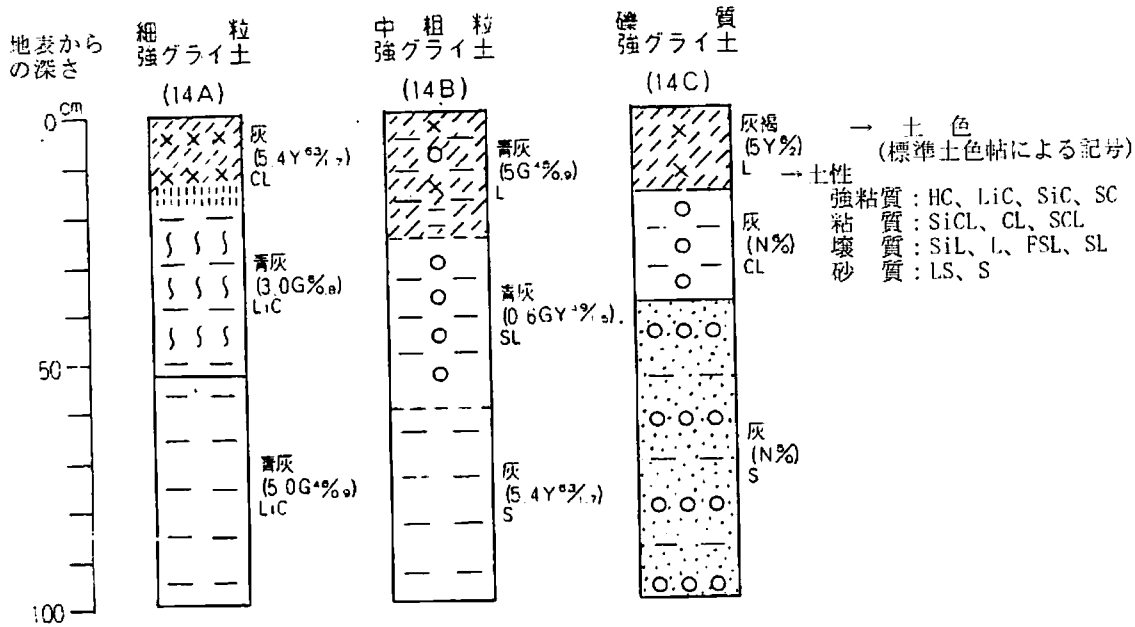 地表から
の深さ
cm
0
50
100
細粒
強グライ土
(14A)
灰
CL
青灰
LiC
青灰
LiC
中粗粒
強グライ土
(14B)
青灰
L
青灰
SL
灰
S
礫質
強グライ土
(14C)
灰褐
L
灰
CL
灰
S
→ 土色
(標準土色帖による記号)
→土性
強粘質：HC、LiC、SiC、SC
粘質：SiCL、CL、SCL
壌質：SiL、L、FSL、SL
砂質：LS、S